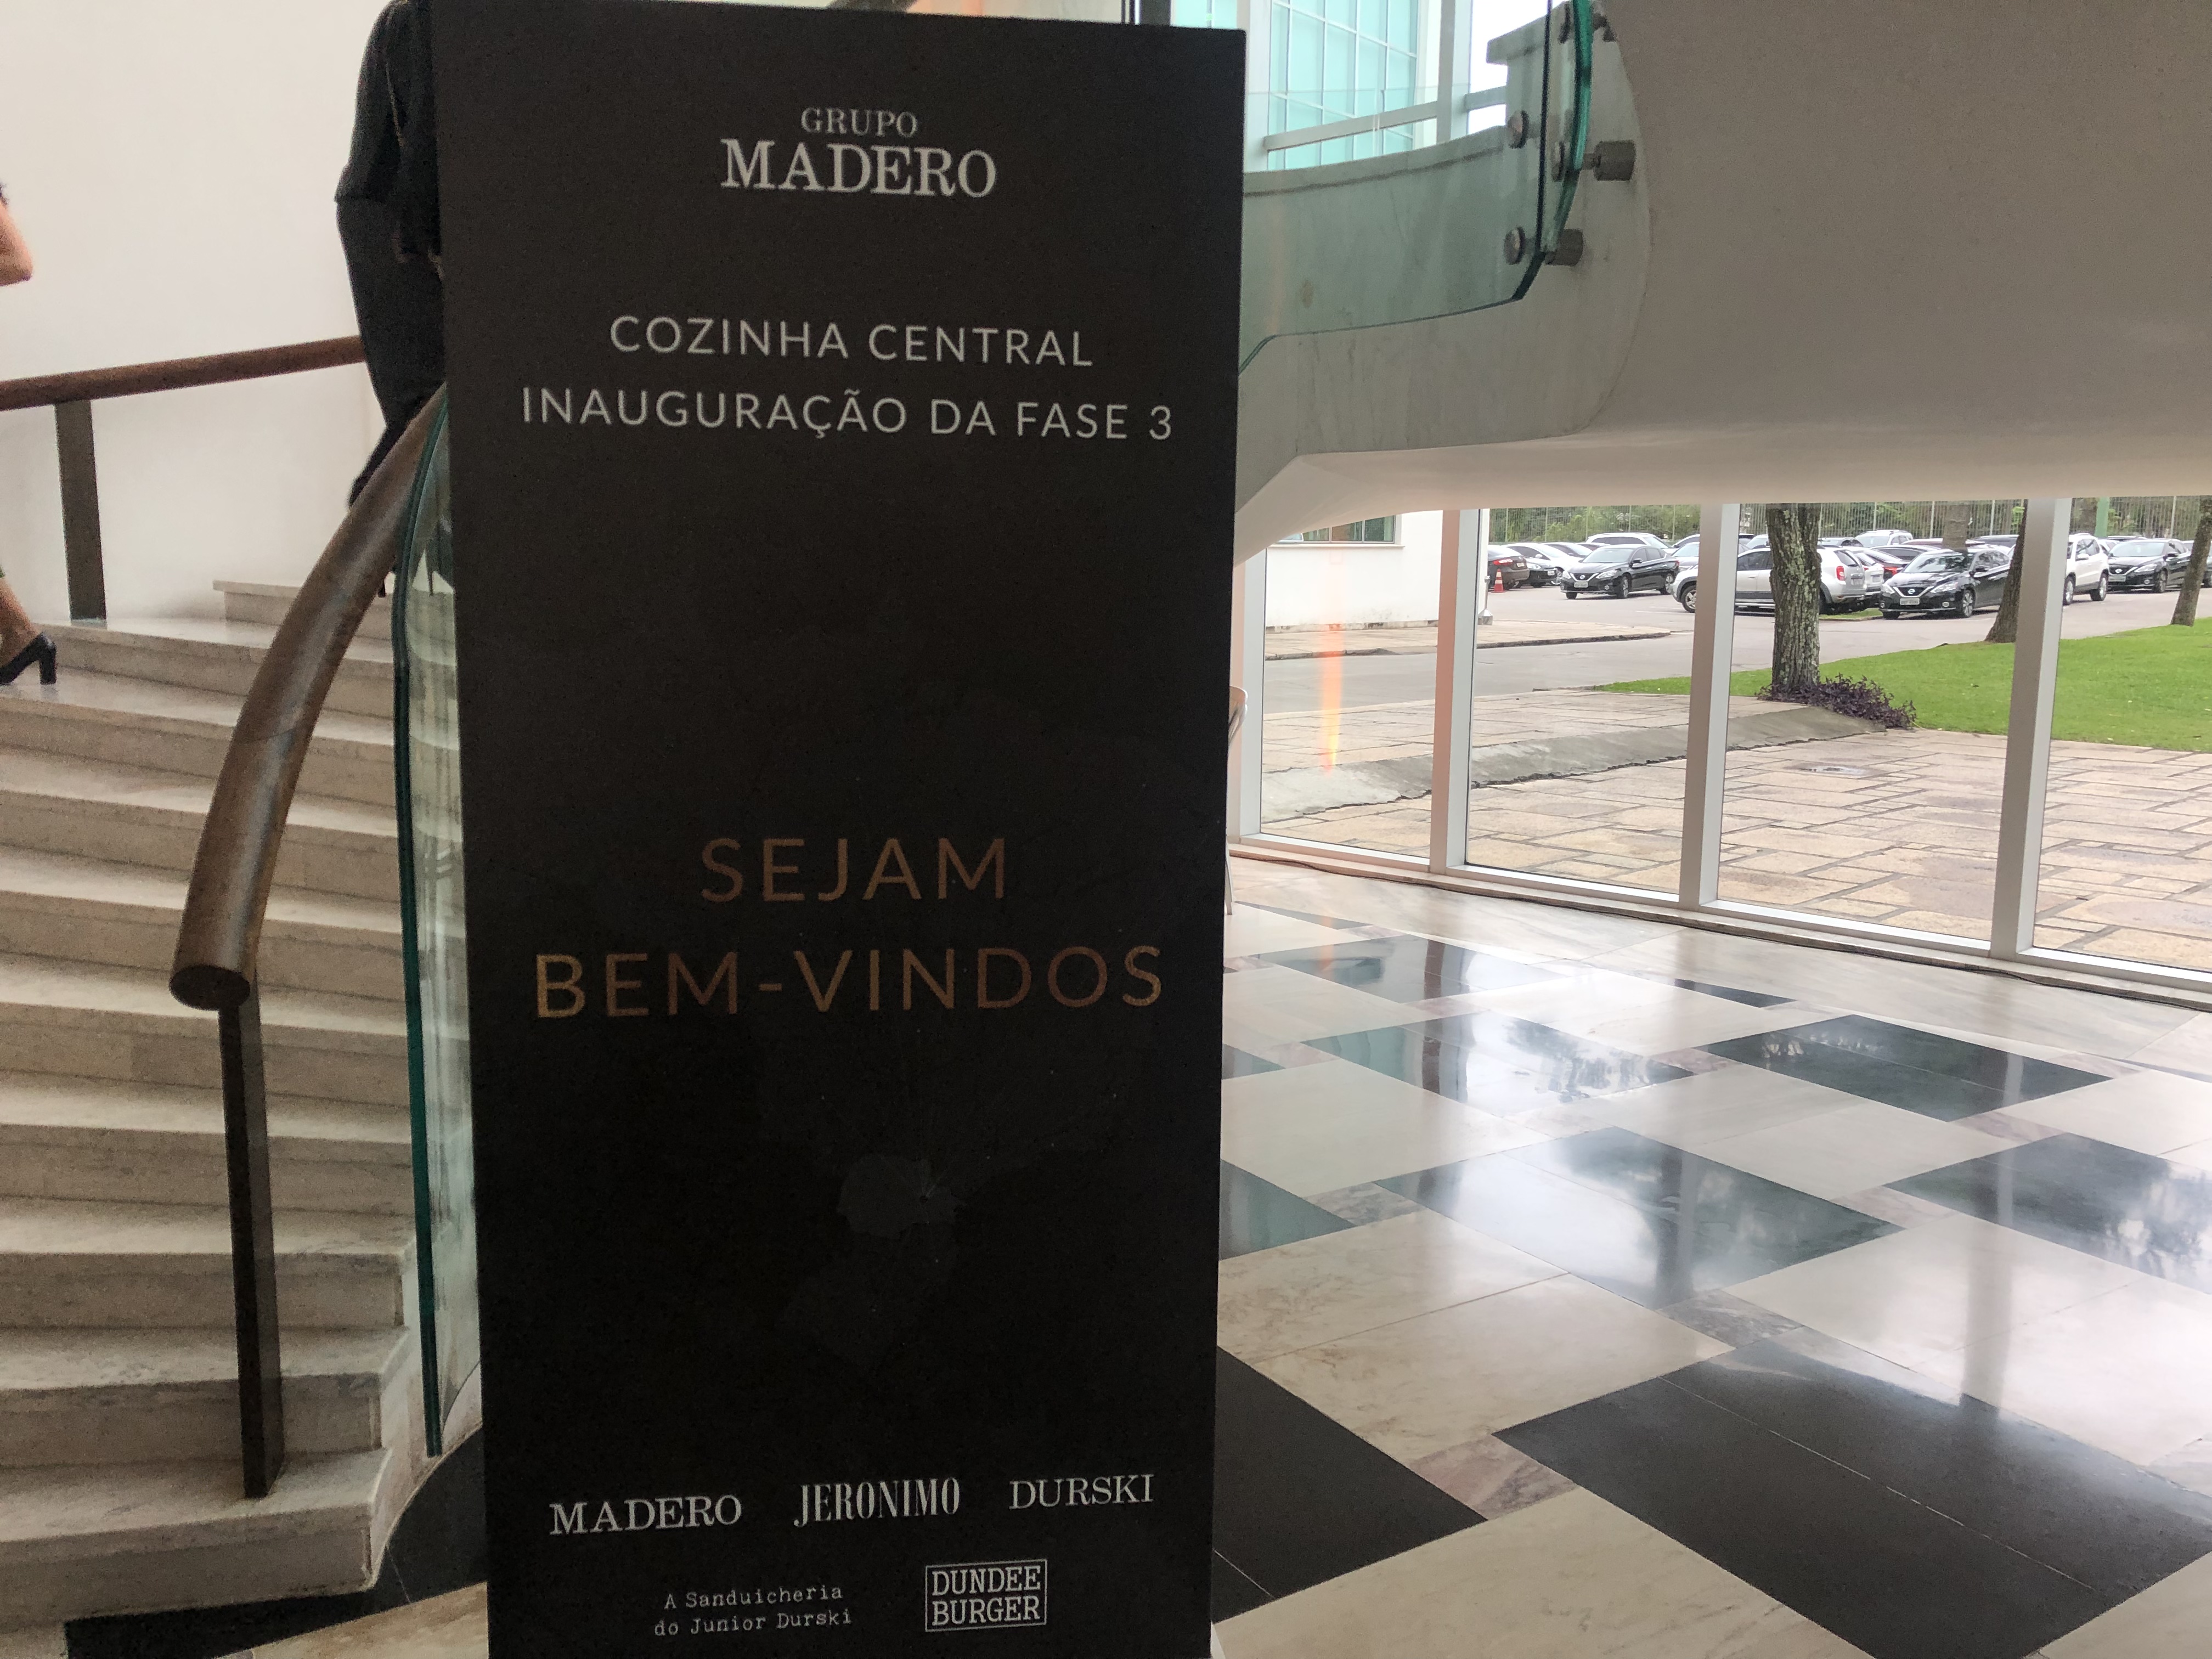 GRUPO
MADERO
COZINHA CENTRAL
INAUGURAÇÃO DA FASE 3
SEJAM
BEM-VINDOS
MADERO JERONIMO DURSKI
A Sanduicheria
do Junior Durski
DUNDEE
BURGER